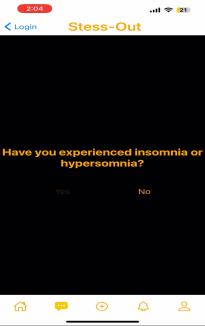 2:04
21
Login
Stess-Out
Have you experienced insomnia or
hypersomnia?
Yes
No